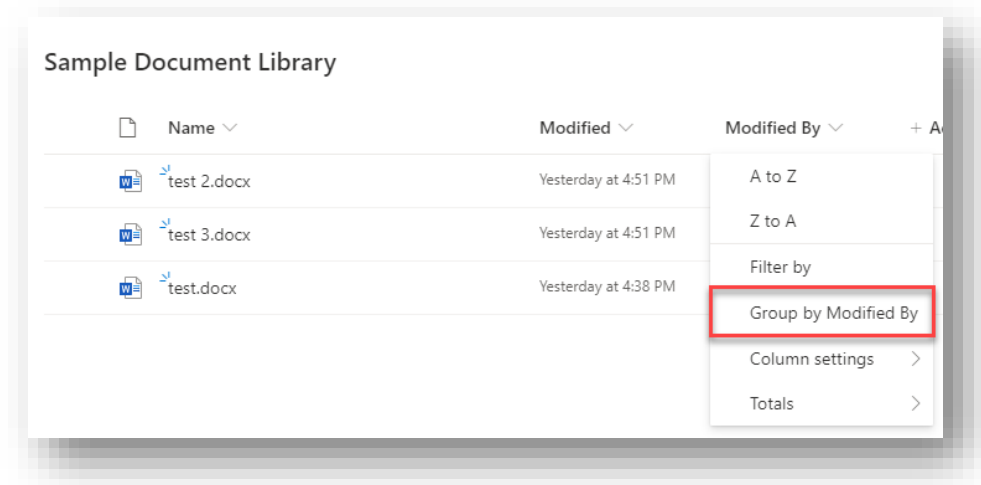 Sample Document Library
Name Modified Modified By + A
test 2.docx Yesterday at 4:51 PM A to Z
Z to A
test 3.docx Yesterday at 4:51 PM
Filter by
test.docx Yesterday at 4:38 PM
Group by Modified By
Column settings
Totals